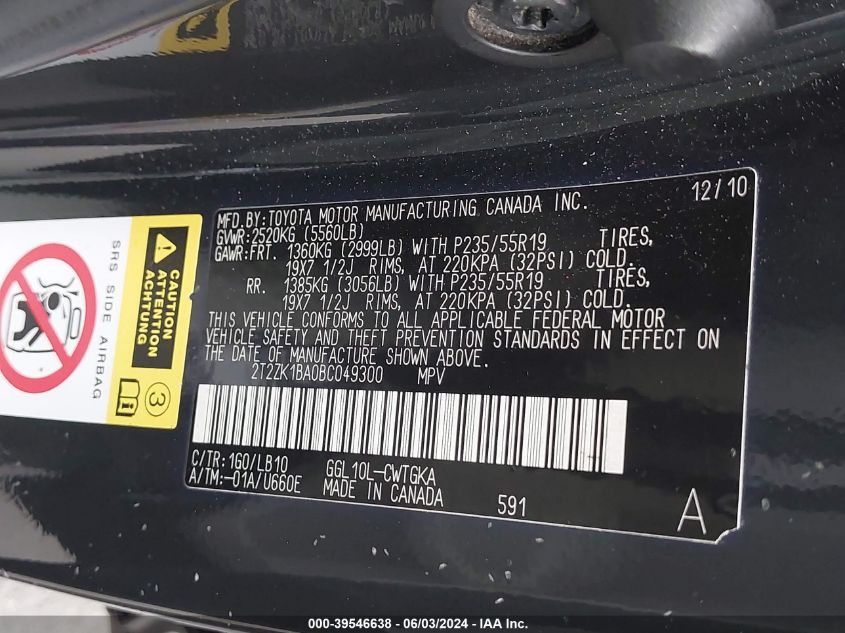 12/10
MFD. BY: TOYOTA MOTOR MANUFACTURING CANADA INC.
GVWR: 2520KG (5560LB)
GAWR: FRT. 1360KG (2999LB) WITH P235/55R19 TIRES,
19X7 1/2J RIMS, AT 220KPA (32PSI) COLD.
RR. 1385KG (3056LB) WITH P235/55R19 TIRES,
19X7 1/2J RIMS, AT 220KPA (32PSI) COLD.
THIS VEHICLE CONFORMS TO ALL APPLICABLE FEDERAL MOTOR
VEHICLE SAFETY AND THEFT PREVENTION STANDARDS IN EFFECT ON
THE DATE OF MANUFACTURE SHOWN ABOVE.
2T2ZK1BA0BC049300 MPV
C/TR: 1G0/LB10 GGL10L-CWTGKA
A/TM: -01A/U660E MADE IN CANADA 591 A
SRS SIDE AIRBAG
CAUTION
ATTENTION
ACHTUNG
i 3
000-39546638 - 06/03/2024 - IAA Inc.